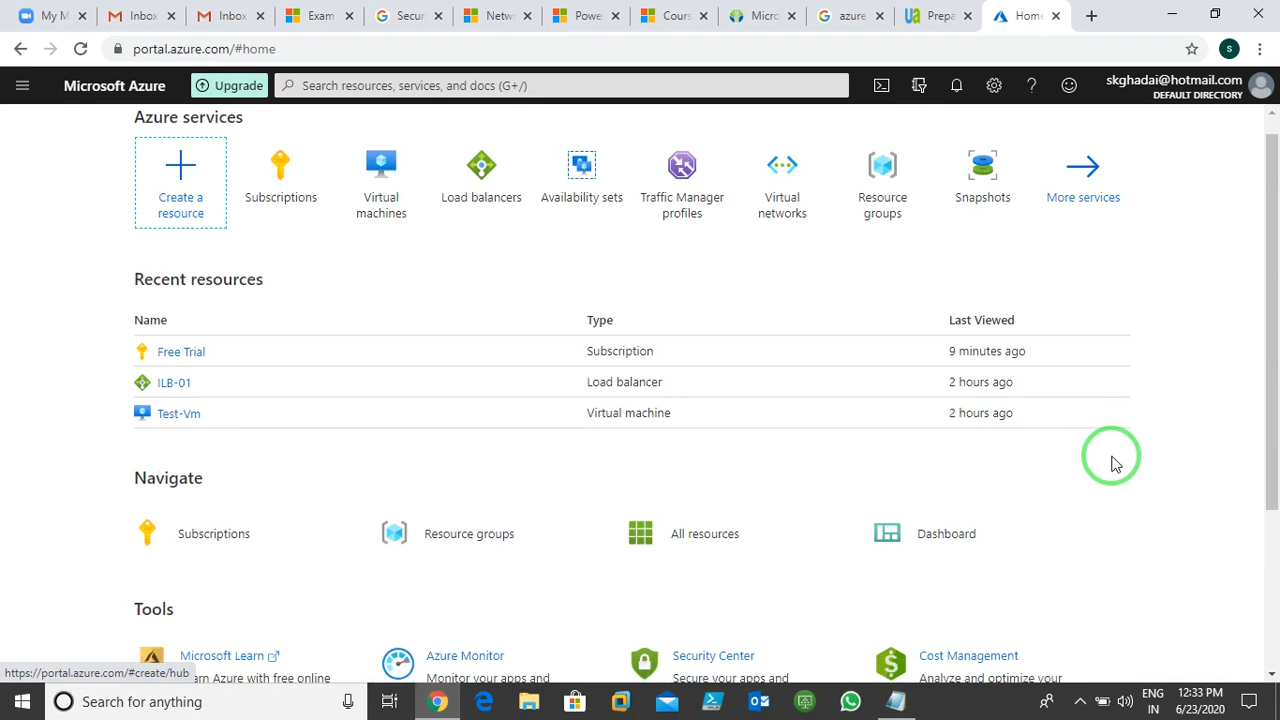 My M
Inbox
Inbox
Exam
Secur
Netw
Powe
Cours
Micro
azure
Prepa
Home
portal.azure.com/#home
S
Microsoft Azure
Upgrade
Search resources, services, and docs (G+/)
skghadai@hotmail.com
DEFAULT DIRECTORY
Azure services
Create a resource
Subscriptions
Virtual machines
Load balancers
Availability sets
Traffic Manager profiles
Virtual networks
Resource groups
Snapshots
More services
Recent resources
Name Type Last Viewed
Free Trial Subscription 9 minutes ago
ILB-01 Load balancer 2 hours ago
Test-Vm Virtual machine 2 hours ago
Navigate
Subscriptions Resource groups All resources Dashboard
Tools
Microsoft Learn Azure Monitor Security Center Cost Management
earn Azure with free online Monitor your apps and Secure your apps and Analyze and optimize your
https://portal.azure.com/#create/hub
Search for anything
ENG 12:33 PM
IN 6/23/2020